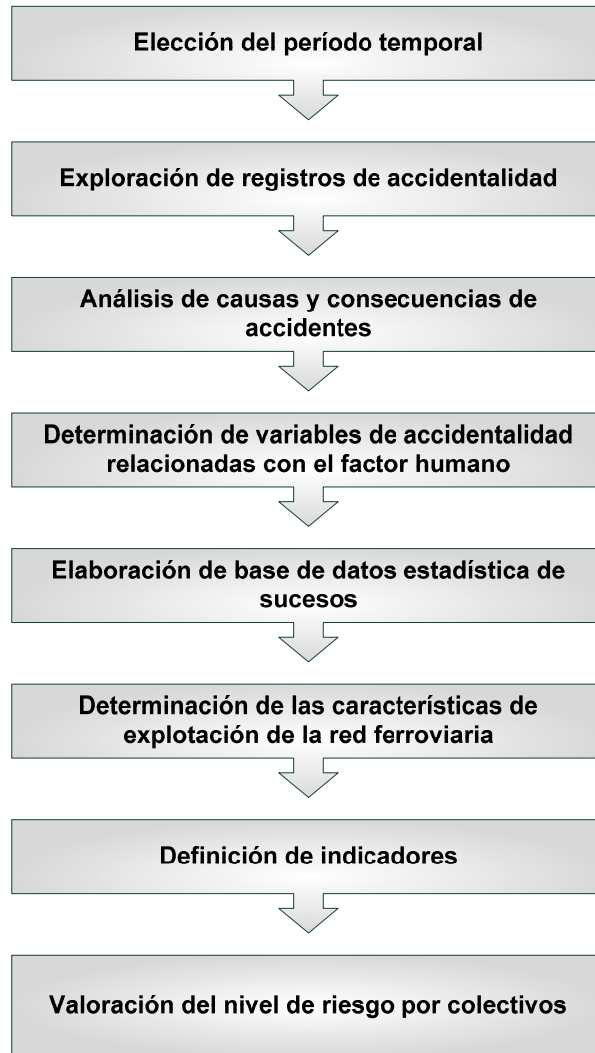 Elección del período temporal
Exploración de registros de accidentalidad
Análisis de causas y consecuencias de
accidentes
Determinación de variables de accidentalidad
relacionadas con el factor humano
Elaboración de base de datos estadística de
sucesos
Determinación de las características de
explotación de la red ferroviaria
Definición de indicadores
Valoración del nivel de riesgo por colectivos